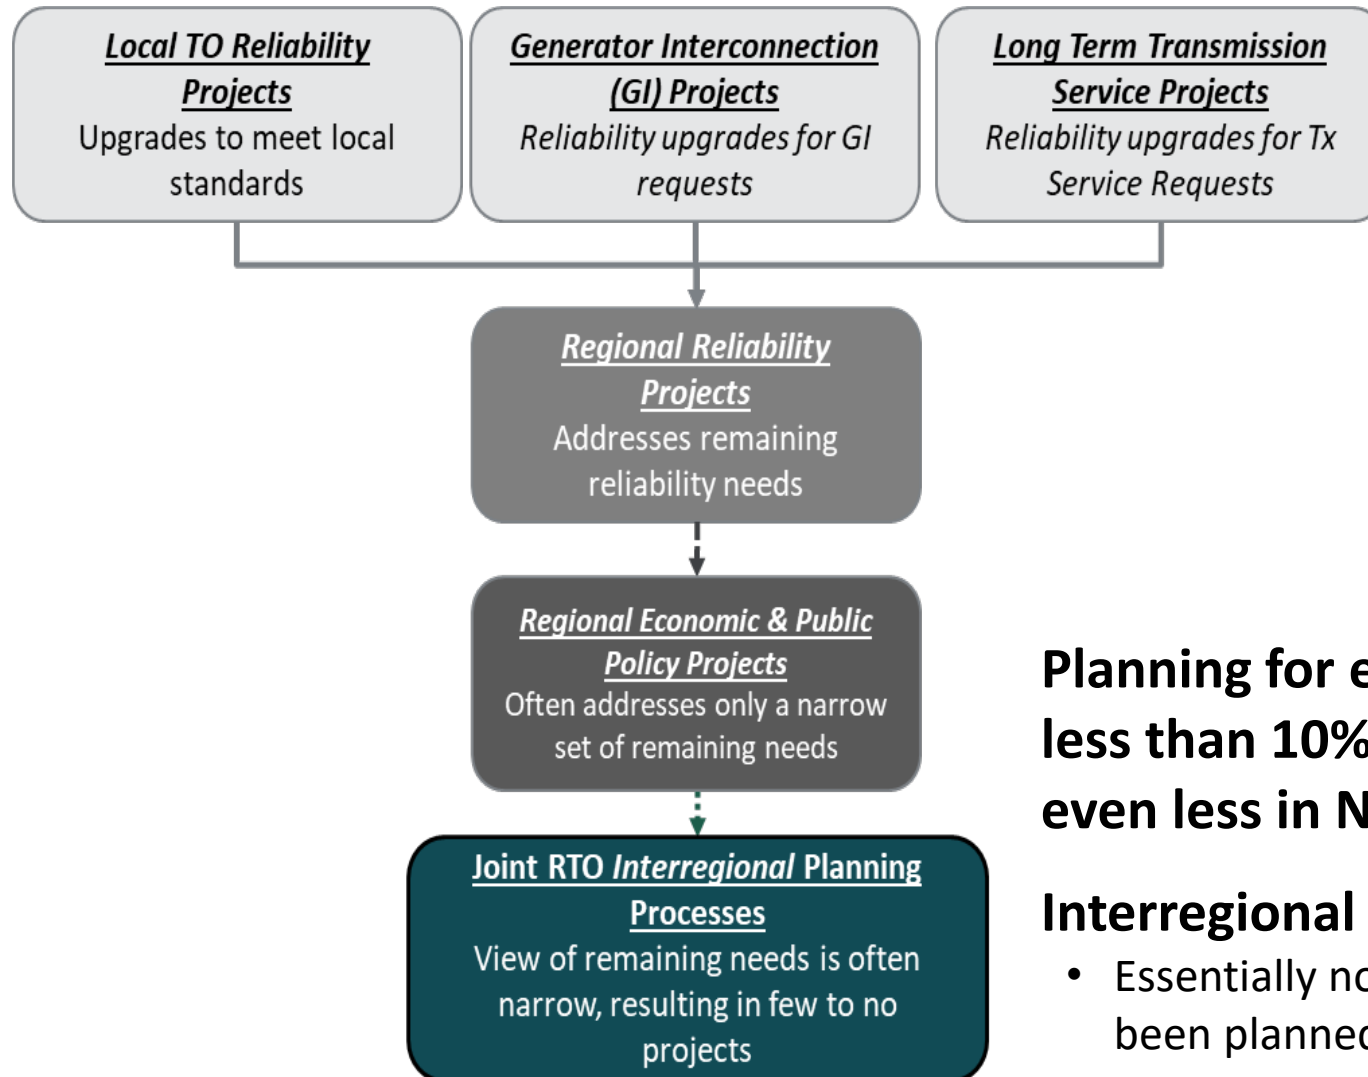 Local TO Reliability
Projects
Upgrades to meet local
standards
Generator Interconnection
(GI) Projects
Reliability upgrades for GI
requests
Long Term Transmission
Service Projects
Reliability upgrades for Tx
Service Requests
Regional Reliability
Projects
Addresses remaining
reliability needs
Regional Economic & Public
Policy Projects
Often addresses only a narrow
set of remaining needs
Joint RTO Interregional Planning
Processes
View of remaining needs is often
narrow, resulting in few to no
projects
Planning for
less than 10%
even less in
Interregional
• Essentially
been planned